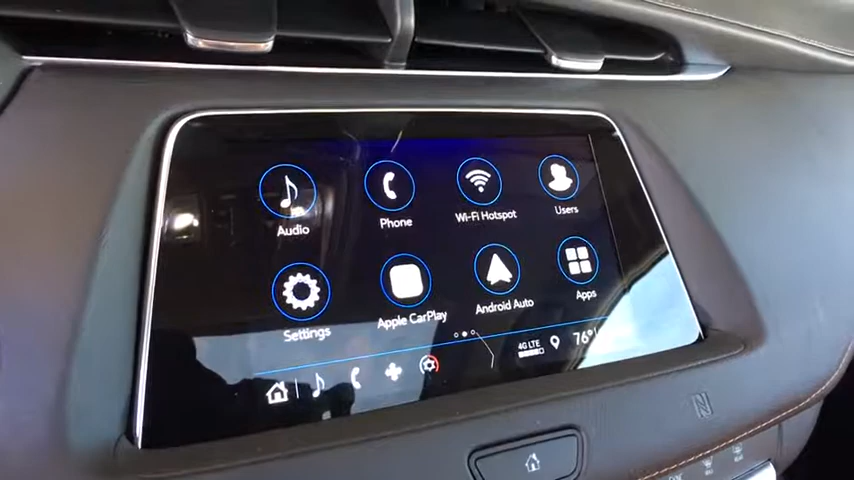 Audio
Phone
Wi-Fi Hotspot
Users
Settings
Apple CarPlay
Android Auto
Apps
4G LTE
76°